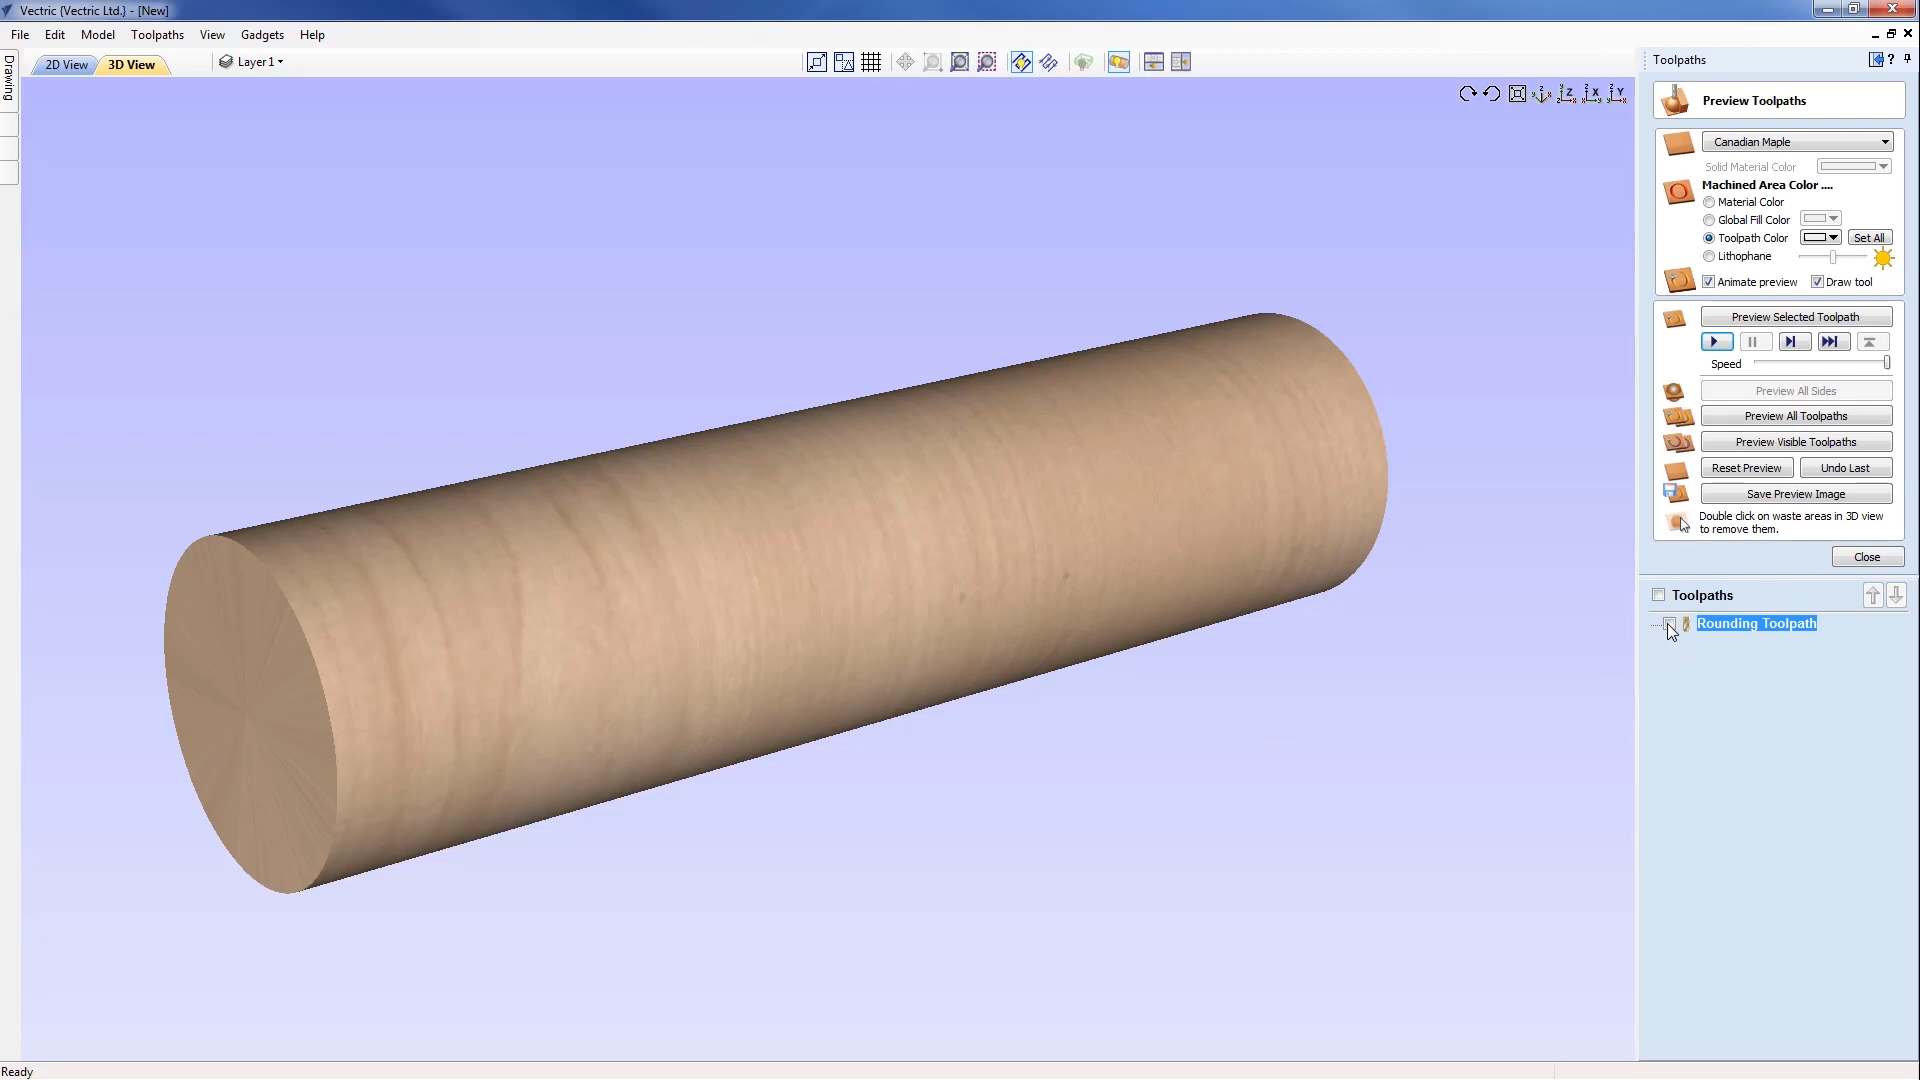 Vectric {Vectric Ltd.} - [New]
File Edit Model Toolpaths View Gadgets Help
Drawing
2D View 3D View Layer 1
Toolpaths
Preview Toolpaths
Canadian Maple
Solid Material Color
Machined Area Color ....
Material Color
Global Fill Color
Toolpath Color Set All
Lithophane
Animate preview Draw tool
Preview Selected Toolpath
Speed
Preview All Sides
Preview All Toolpaths
Preview Visible Toolpaths
Reset Preview Undo Last
Save Preview Image
Double click on waste areas in 3D view
to remove them.
Close
Toolpaths
Rounding Toolpath
Ready